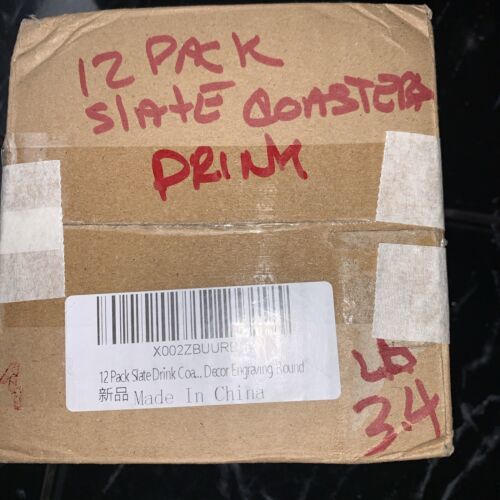 12 PACK
SlATE COASTERS
DRINK
12 Pack Slate Drink Coa... Decor Engraving Round
新品 Made In China
LB
3.4